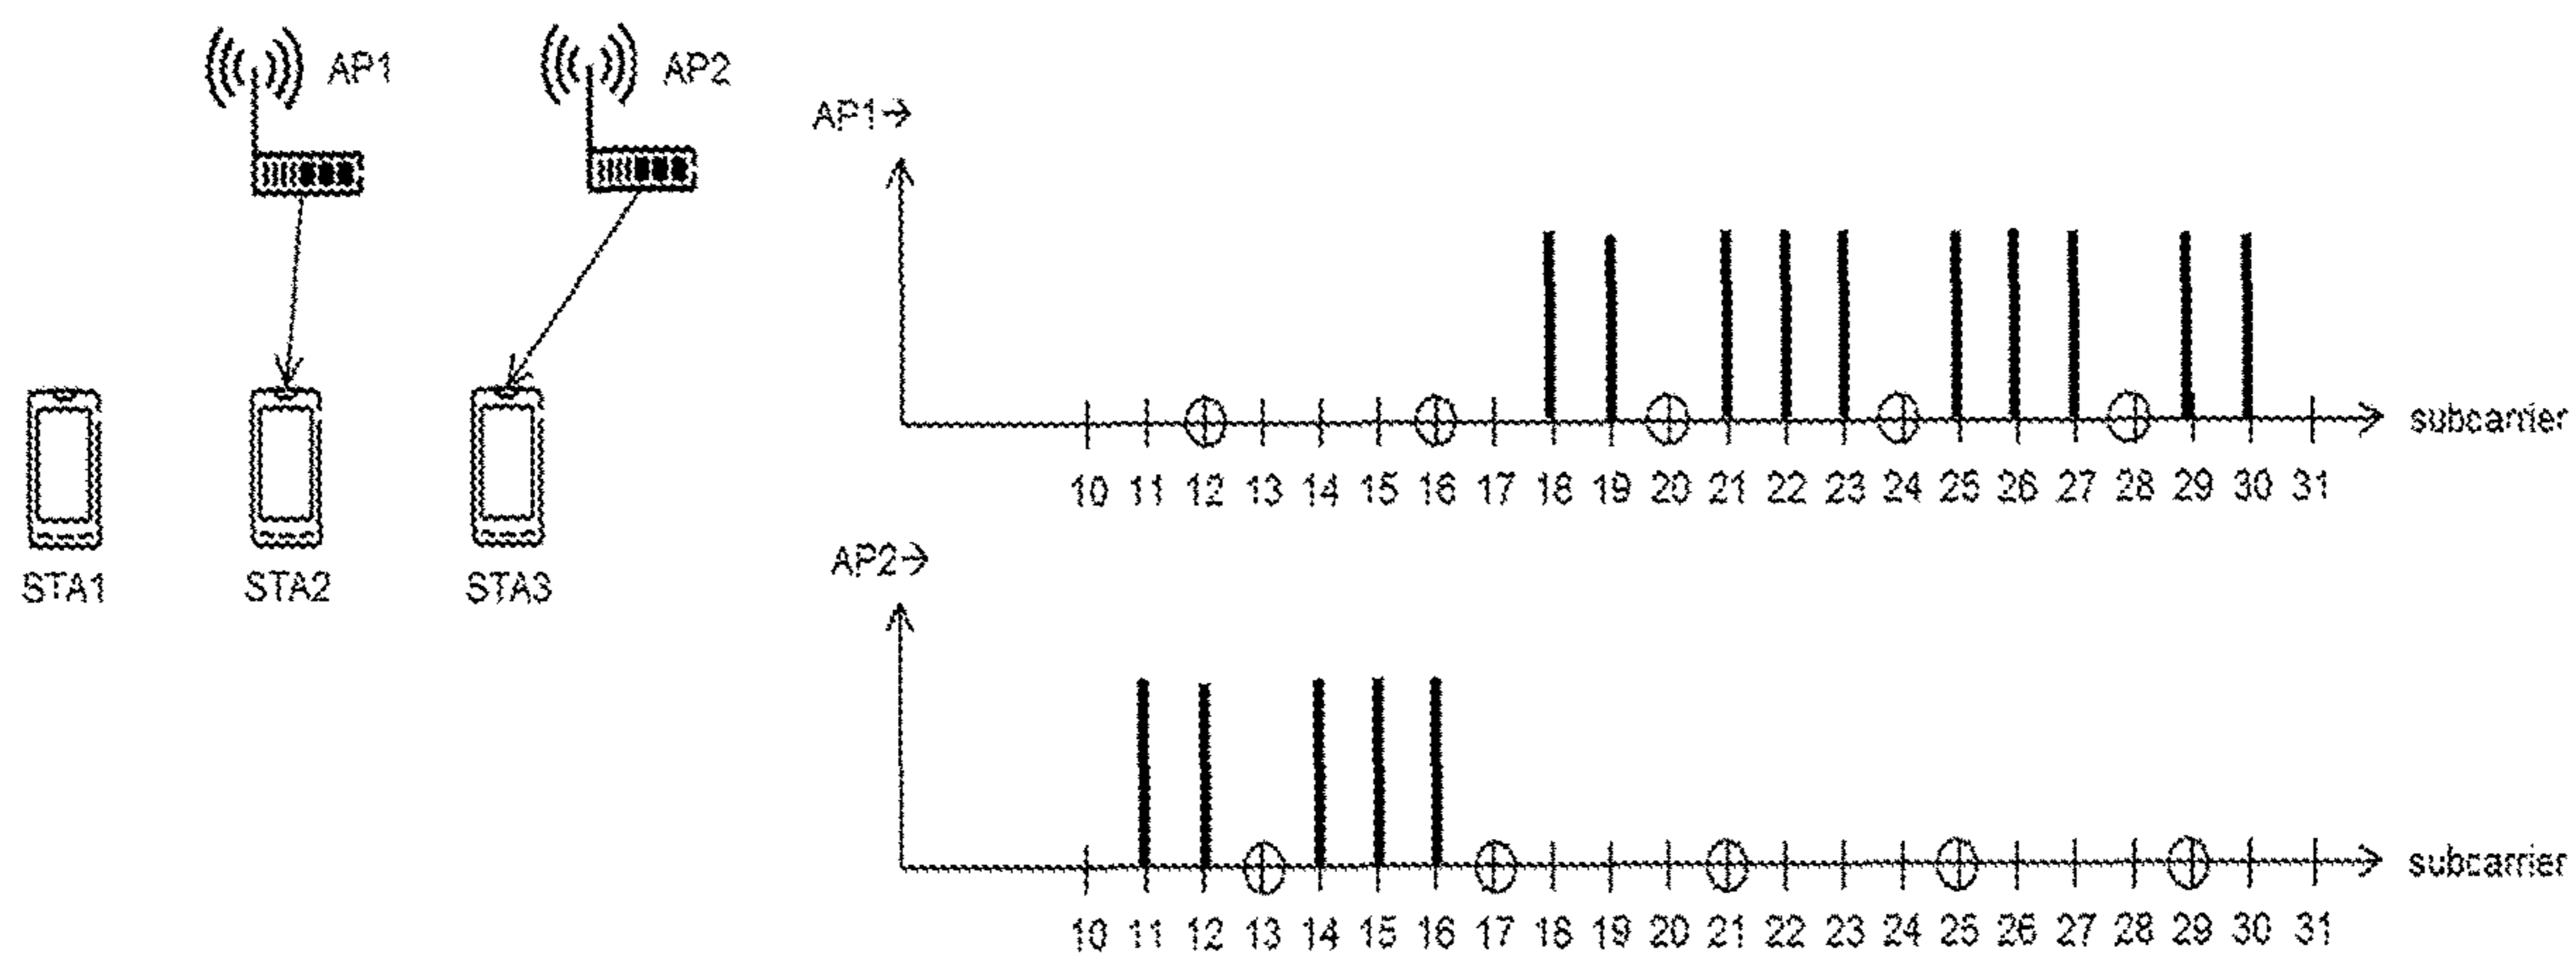 AP1
AP2
STA1
STA2
STA3
AP1→
subcarrier
10 11 12 13 14 15 16 17 18 19 20 21 22 23 24 25 26 27 28 29 30 31
AP2→
subcarrier
10 11 12 13 14 15 16 17 18 19 20 21 22 23 24 25 26 27 28 29 30 31